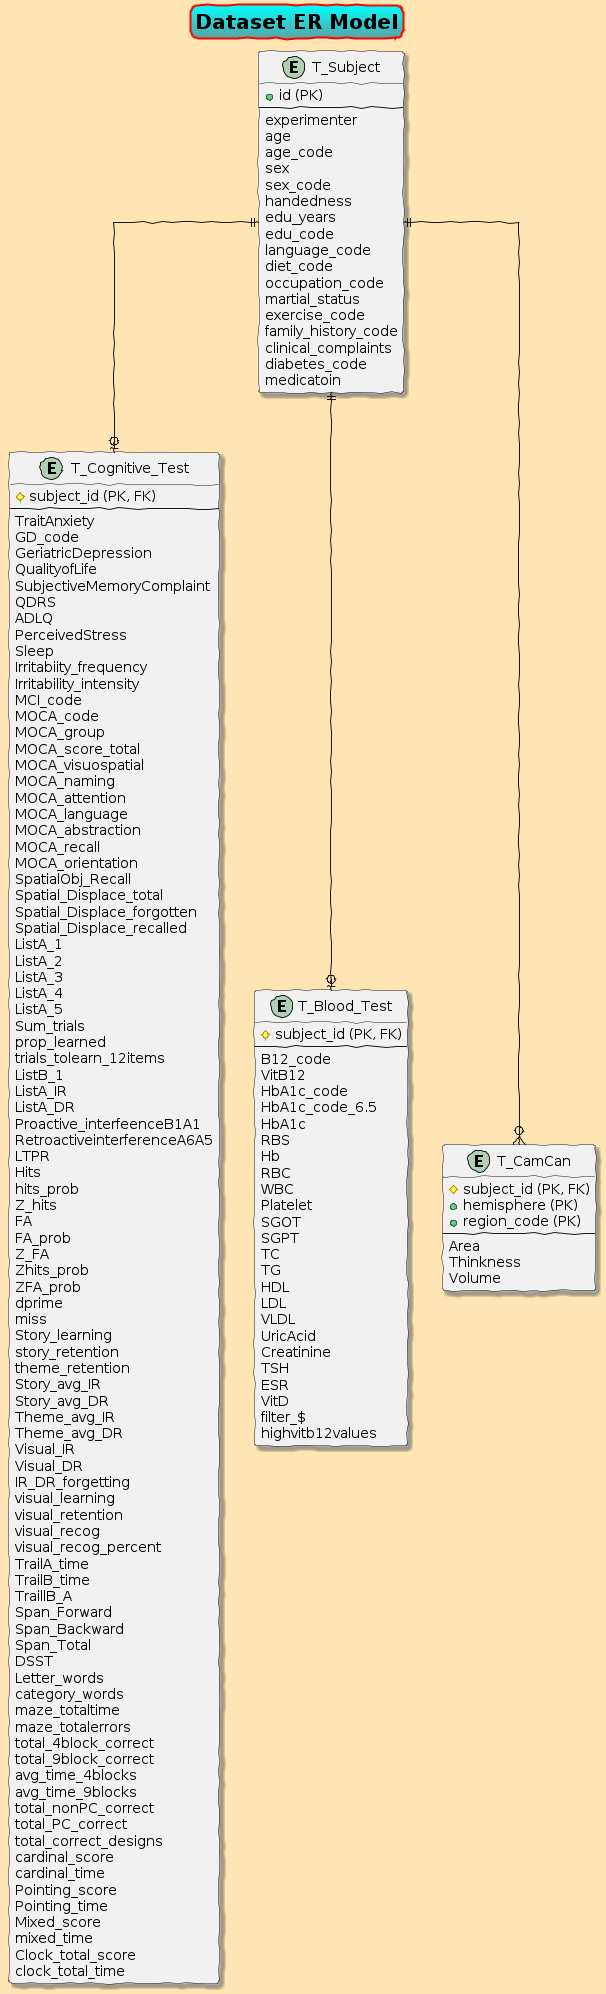 Dataset ER Model
E T_Subject
id (PK)
experimenter
age
age_code
sex
sex_code
handedness
edu_years
edu_code
language_code
diet_code
occupation_code
martial_status
exercise_code
family_history_code
clinical_complaints
diabetes_code
medicatoin
E T_Cognitive_Test
subject_id (PK, FK)
TraitAnxiety
GD_code
GeriatricDepression
QualityofLife
SubjectiveMemoryComplaint
QDRS
ADLQ
PerceivedStress
Sleep
Irritabiity_frequency
Irritability_intensity
MCI_code
MOCA_code
MOCA_group
MOCA_score_total
MOCA_visuospatial
MOCA_naming
MOCA_attention
MOCA_language
MOCA_abstraction
MOCA_recall
MOCA_orientation
SpatialObj_Recall
Spatial_Displace_total
Spatial_Displace_forgotten
Spatial_Displace_recalled
ListA_1
ListA_2
ListA_3
ListA_4
ListA_5
Sum_trials
prop_learned
trials_tolearn_12items
ListB_1
ListA_IR
ListA_DR
Proactive_interfeenceB1A1
RetroactiveinterferenceA6A5
LTPR
Hits
hits_prob
Z_hits
FA
FA_prob
Z_FA
Zhits_prob
ZFA_prob
dprime
miss
Story_learning
story_retention
theme_retention
Story_avg_IR
Story_avg_DR
Theme_avg_IR
Theme_avg_DR
Visual_IR
Visual_DR
IR_DR_forgetting
visual_learning
visual_retention
visual_recog
visual_recog_percent
TrailA_time
TrailB_time
TraillB_A
Span_Forward
Span_Backward
Span_Total
DSST
Letter_words
category_words
maze_totaltime
maze_totalerrors
total_4block_correct
total_9block_correct
avg_time_4blocks
avg_time_9blocks
total_nonPC_correct
total_PC_correct
total_correct_designs
cardinal_score
cardinal_time
Pointing_score
Pointing_time
Mixed_score
mixed_time
Clock_total_score
clock_total_time
E T_Blood_Test
subject_id (PK, FK)
B12_code
VitB12
HbA1c_code
HbA1c_code_6.5
HbA1c
RBS
Hb
RBC
WBC
Platelet
SGOT
SGPT
TC
TG
HDL
LDL
VLDL
UricAcid
Creatinine
TSH
ESR
VitD
filter_$
highvitb12values
E T_CamCan
subject_id (PK, FK)
hemisphere (PK)
region_code (PK)
Area
Thinkness
Volume